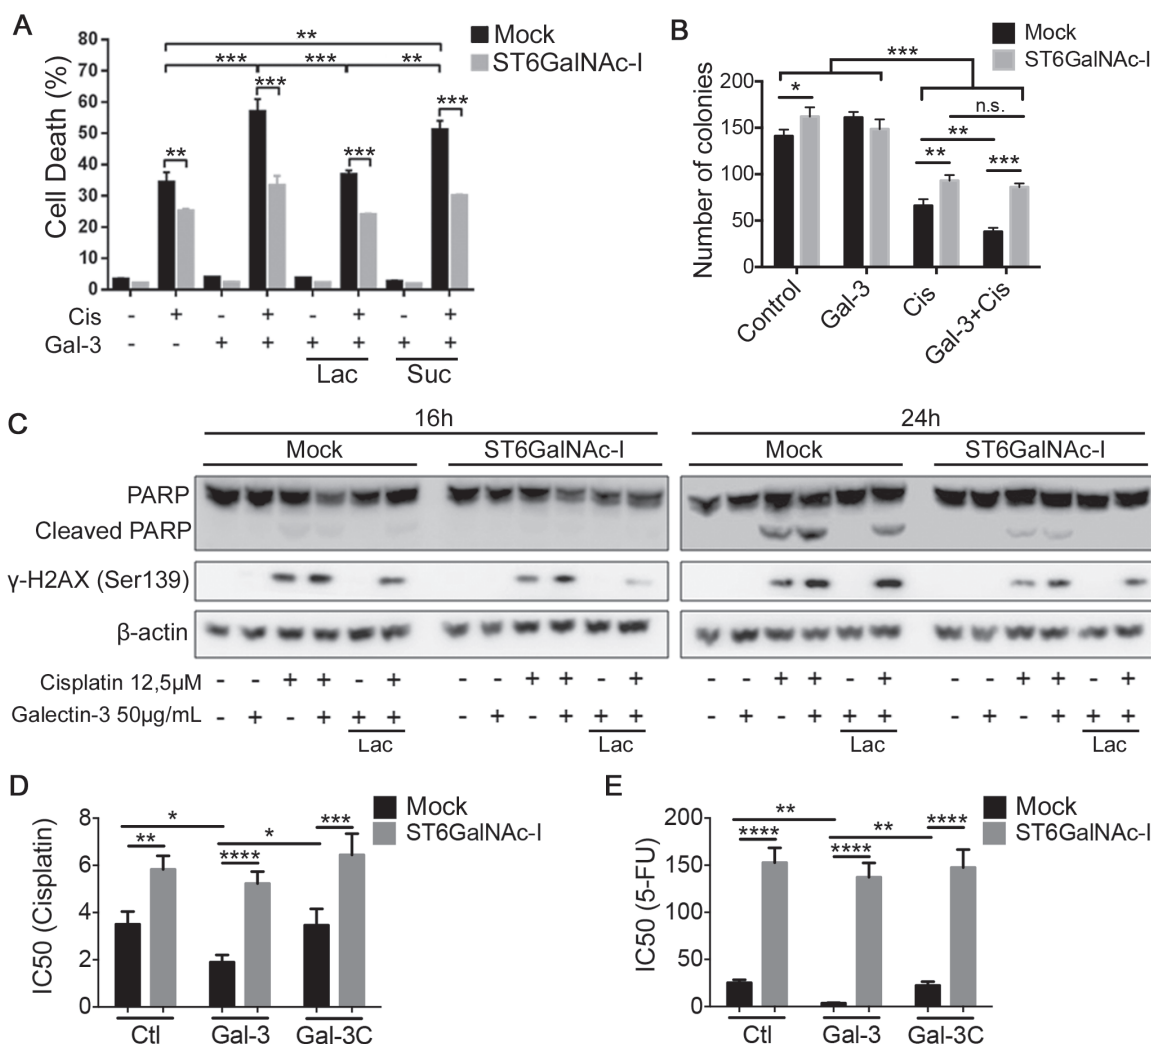 A
Mock
ST6GalNAc-I
Cell Death (%)
80
70
60
50
40
30
20
10
0
**
*** *** **
** *** *** ***
Cis - + - + - + - +
Gal-3 - - + + + + + +
Lac Suc
B
Mock
ST6GalNAc-I
Number of colonies
200
150
100
50
0
***
* n.s.
**
** ***
Control Gal-3 Cis Gal-3+Cis
C
16h 24h
Mock ST6GalNAc-I Mock ST6GalNAc-I
PARP
Cleaved PARP
γ-H2AX (Ser139)
β-actin
Cisplatin 12,5µM - - + + - + - - + + - + - - + + - + - - + + - +
Galectin-3 50µg/mL - + - + + + - + - + + + - + - + + + - + - + + +
Lac Lac Lac Lac
D
Mock
ST6GalNAc-I
IC50 (Cisplatin)
8
6
4
2
0
* * ***
** ****
Ctl Gal-3 Gal-3C
E
Mock
ST6GalNAc-I
IC50 (5-FU)
200
150
100
50
0
** ** ****
**** ****
Ctl Gal-3 Gal-3C